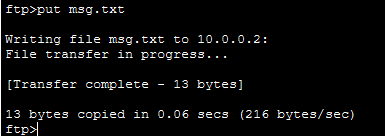 ftp>put msg.txt
Writing file msg.txt to 10.0.0.2:
File transfer in progress...
[Transfer complete - 13 bytes]
13 bytes copied in 0.06 secs (216 bytes/sec)
ftp>